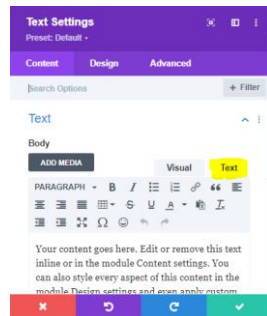 Text Settings
Preset: Default
Content Design Advanced
Search Options + Filter
Text
Body
ADD MEDIA Visual Text
PARAGRAPH B I
S U A
Ω
Your content goes here. Edit or remove this text
inline or in the module Content settings. You
can also style every aspect of this content in the
module Design settings and even apply custom